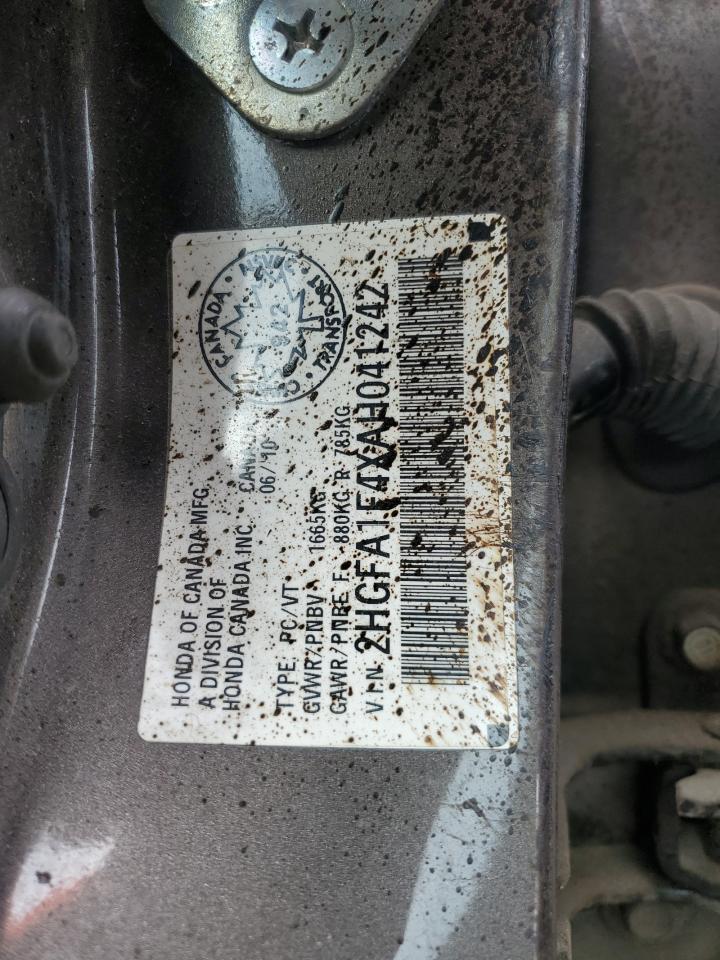 HONDA OF CANADA MFG.
A DIVISION OF
HONDA CANADA INC.
06/10
TYPE: PC/VT
GVWR/PNBV 1665KG
GAWR/PNBE F. 880KG R 785KG
V.I.N. 2HGFA1F4XAH041242
CANADA
TRANSPORT
942